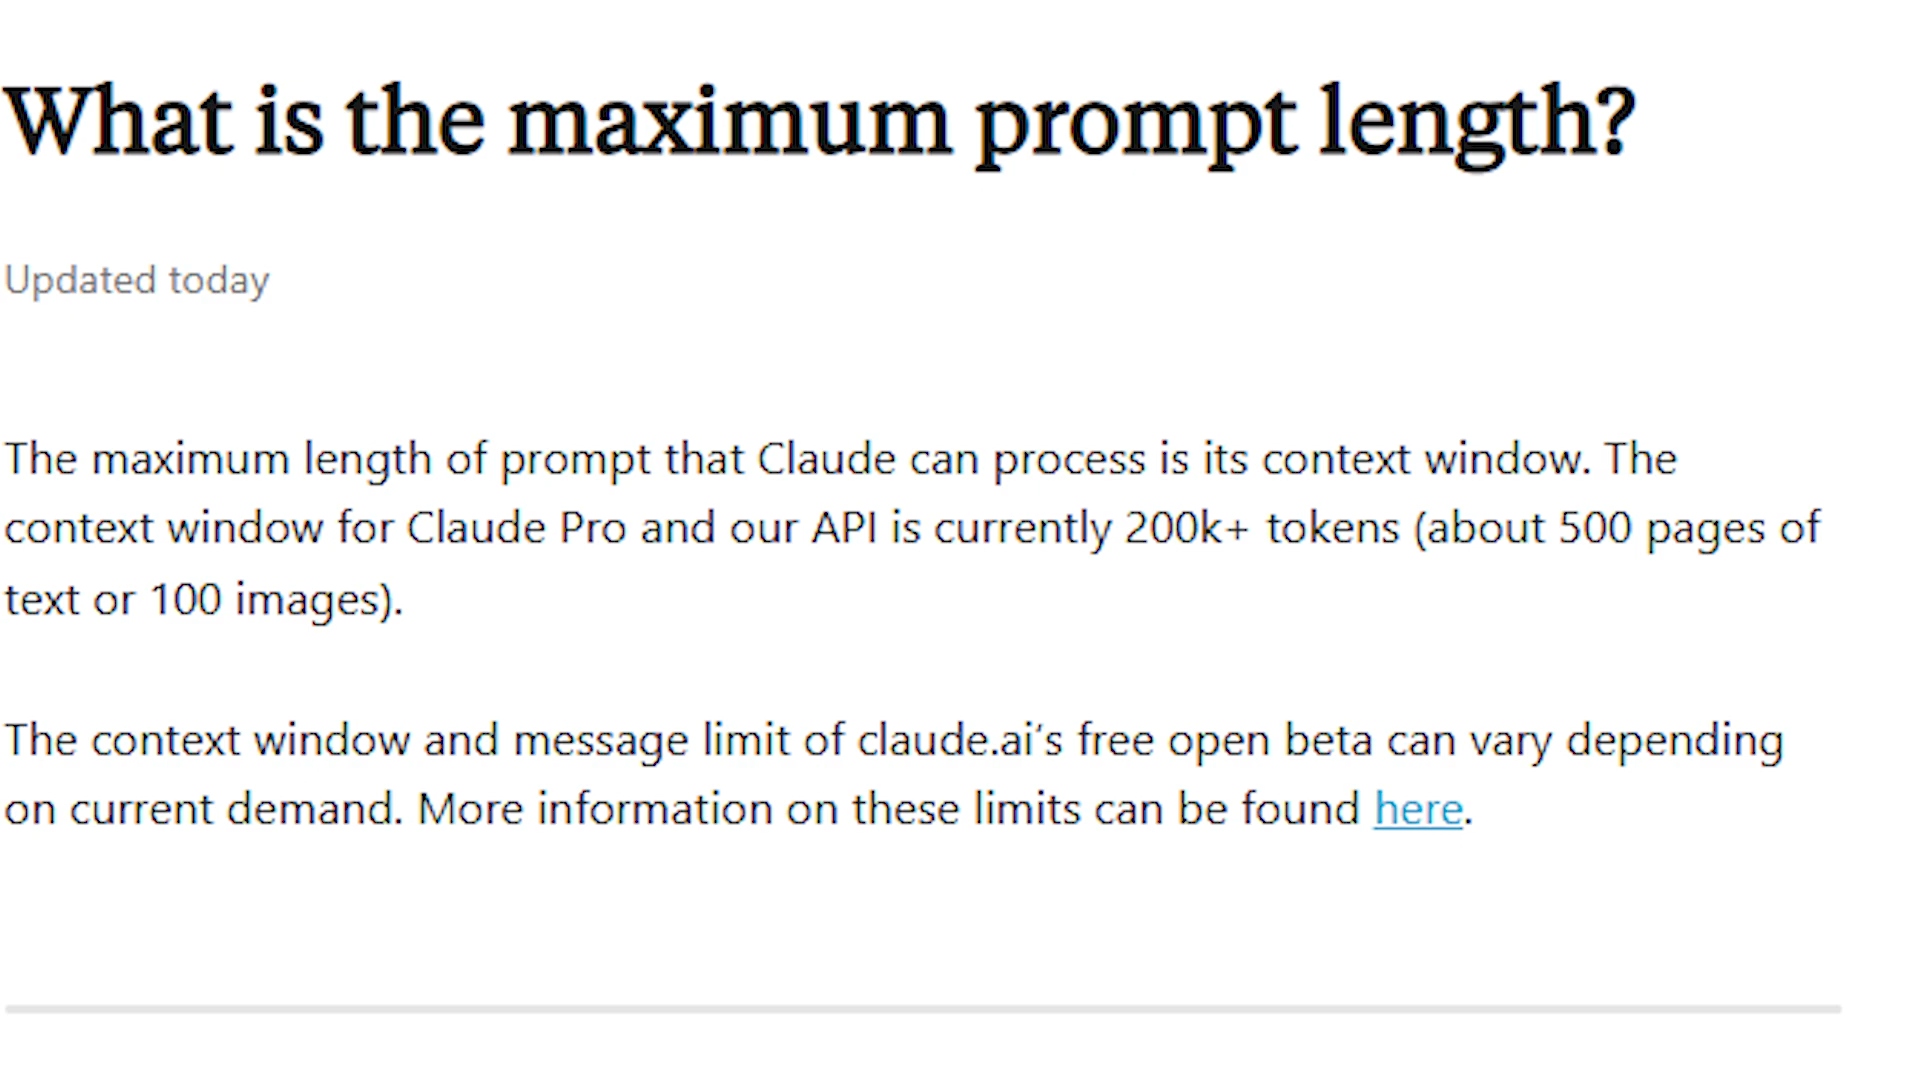 What is the maximum prompt length?
Updated today
The maximum length of prompt that Claude can process is its context window. The
context window for Claude Pro and our API is currently 200k+ tokens (about 500 pages of
text or 100 images).
The context window and message limit of claude.ai’s free open beta can vary depending
on current demand. More information on these limits can be found here.